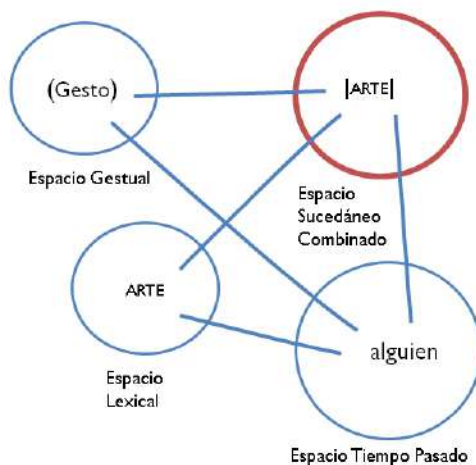 (Gesto)
|ARTE|
Espacio Gestual
Espacio
Sucedáneo
Combinado
ARTE
Espacio
Lexical
alguien
Espacio Tiempo Pasado